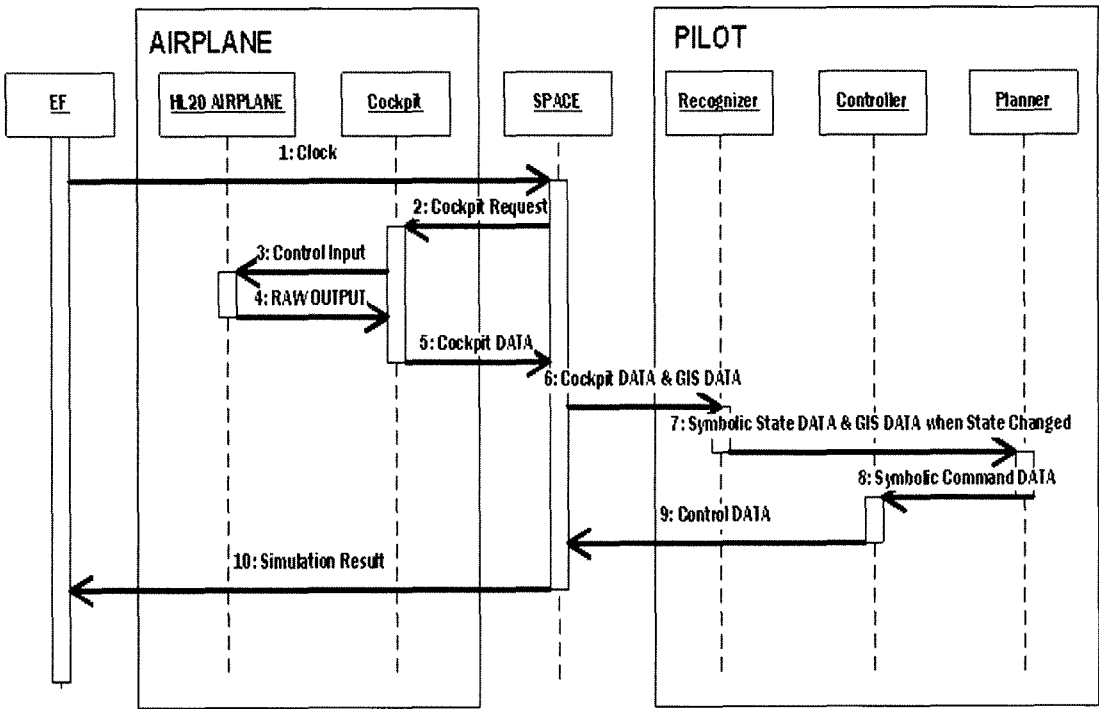 AIRPLANE
PILOT
EF
HL20 AIRPLANE
Cockpit
SPACE
Recognizer
Controller
Planner
1: Clock
2: Cockpit Request
3: Control Input
4: RAW OUTPUT
5: Cockpit DATA
6: Cockpit DATA & GIS DATA
7: Symbolic State DATA & GIS DATA when State Changed
8: Symbolic Command DATA
9: Control DATA
10: Simulation Result